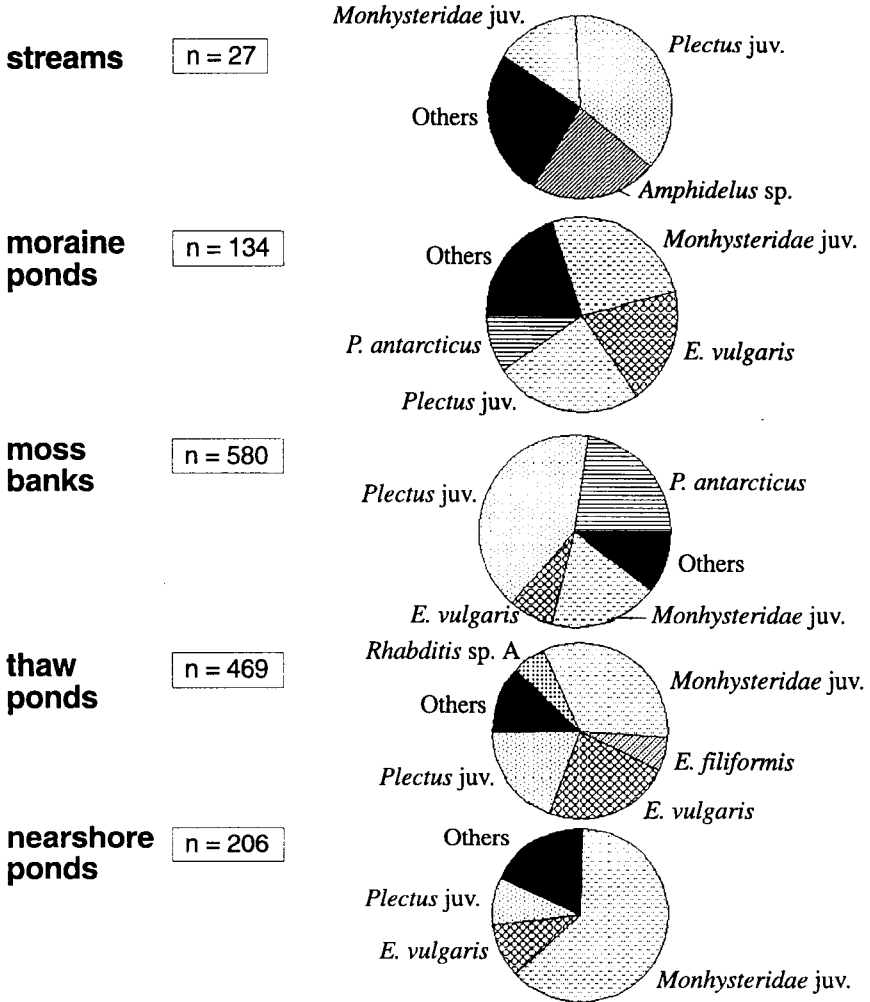 streams
n = 27
Monhysteridae juv.
Plectus juv.
Others
Amphidelus sp.
moraine
ponds
n = 134
Others
Monhysteridae juv.
P. antarcticus
E. vulgaris
Plectus juv.
moss
banks
n = 580
Plectus juv.
P. antarcticus
Others
E. vulgaris
Monhysteridae juv.
thaw
ponds
n = 469
Rhabditis sp. A
Monhysteridae juv.
Others
E. filiformis
Plectus juv.
E. vulgaris
nearshore
ponds
n = 206
Others
Plectus juv.
E. vulgaris
Monhysteridae juv.